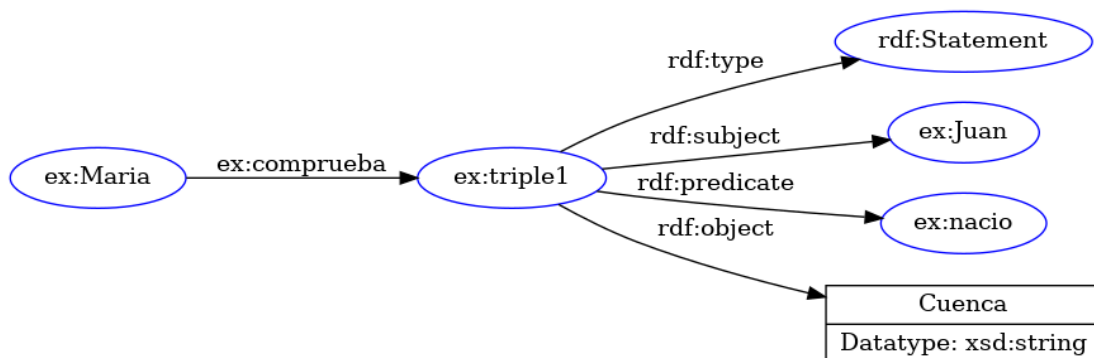 rdf:Statement
rdf:type
rdf:subject
ex:Juan
ex:Maria
ex:comprueba
ex:triple1
rdf:predicate
ex:nacio
rdf:object
Cuenca
Datatype: xsd:string